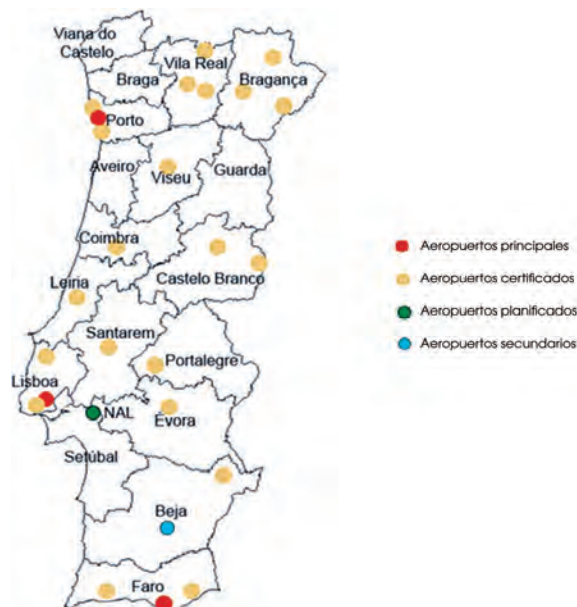 Viana do
Castelo
Braga
Vila Real
Bragança
Porto
Aveiro
Viseu
Guarda
Coimbra
Castelo Branco
Leiria
Santarem
Portalegre
Lisboa
NAL
Évora
Setúbal
Beja
Faro
Aeropuertos principales
Aeropuertos certificados
Aeropuertos planificados
Aeropuertos secundarios